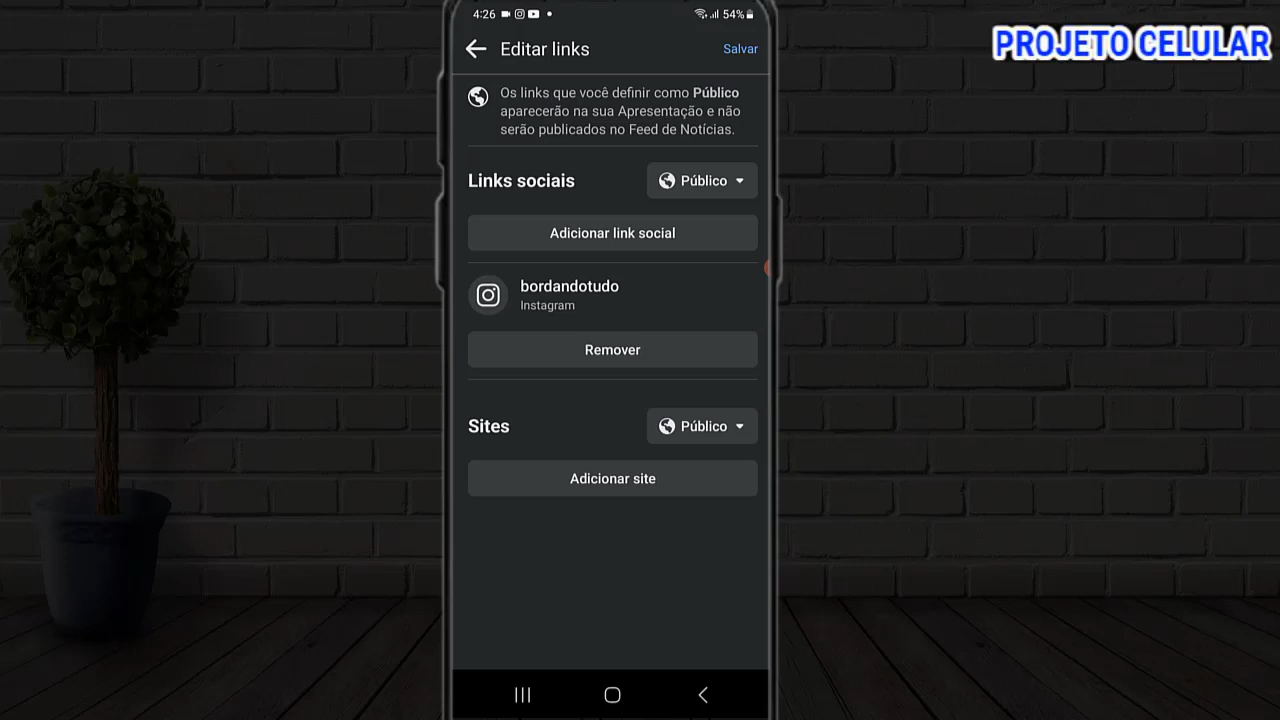 PROJETO CELULAR
4:26
54%
Editar links
Salvar
Os links que você definir como Público
aparecerão na sua Apresentação e não
serão publicados no Feed de Notícias.
Links sociais
Público
Adicionar link social
bordandotudo
Instagram
Remover
Sites
Público
Adicionar site